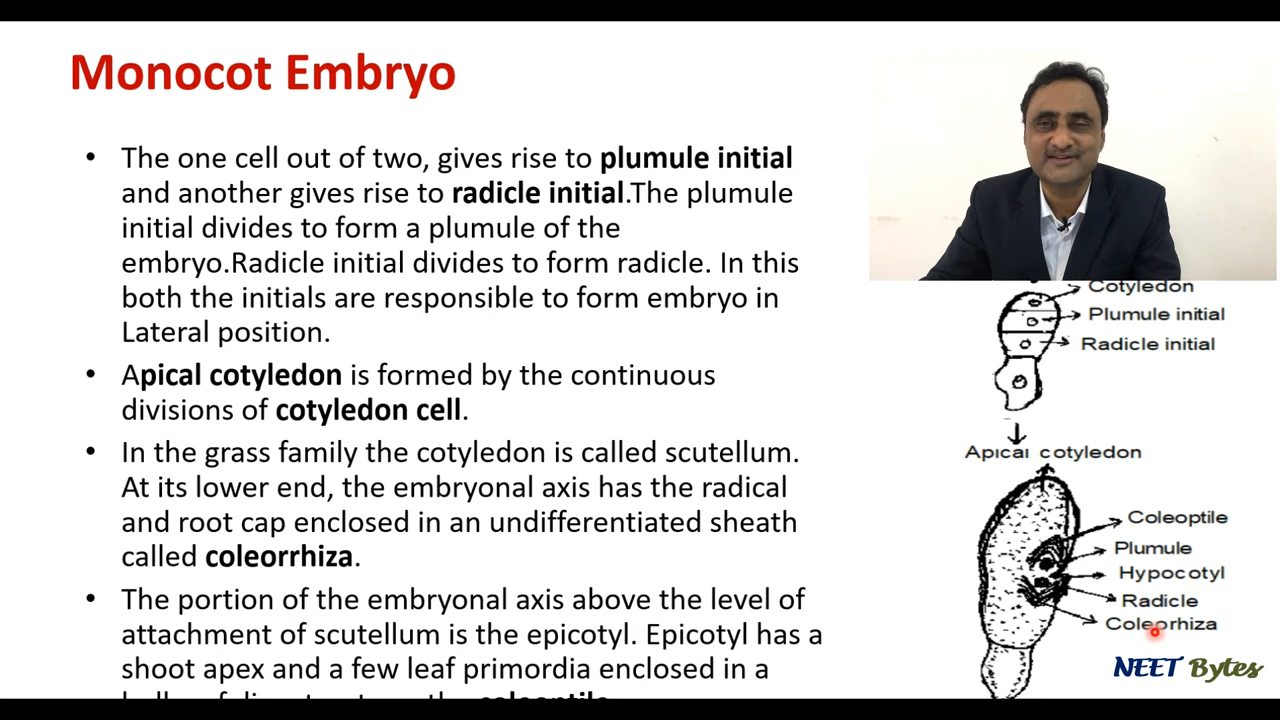 Monocot Embryo
• The one cell out of two, gives rise to plumule initial
and another gives rise to radicle initial.The plumule
initial divides to form a plumule of the
embryo.Radicle initial divides to form radicle. In this
both the initials are responsible to form embryo in
Lateral position.
• Apical cotyledon is formed by the continuous
divisions of cotyledon cell.
• In the grass family the cotyledon is called scutellum.
At its lower end, the embryonal axis has the radical
and root cap enclosed in an undifferentiated sheath
called coleorrhiza.
• The portion of the embryonal axis above the level of
attachment of scutellum is the epicotyl. Epicotyl has a
shoot apex and a few leaf primordia enclosed in a
Cotyledon
Plumule initial
Radicle initial
Apical cotyledon
Coleoptile
Plumule
Hypocotyl
Radicle
Coleorhiza
NEET Bytes